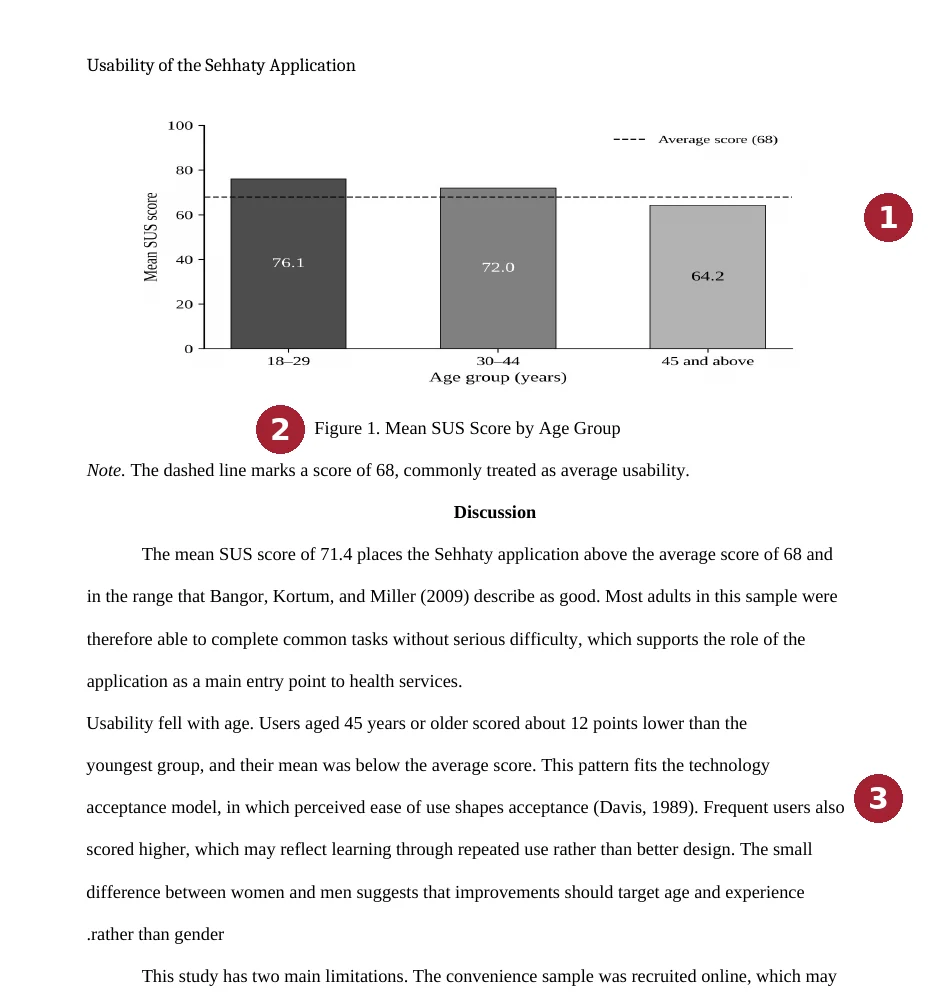 Usability of the Sehhaty Application
100
80
60
40
20
0
Mean SUS score
Average score (68)
1
76.1
72.0
64.2
18–29
30–44
45 and above
Age group (years)
2
Figure 1. Mean SUS Score by Age Group
Note. The dashed line marks a score of 68, commonly treated as average usability.
Discussion
The mean SUS score of 71.4 places the Sehhaty application above the average score of 68 and
in the range that Bangor, Kortum, and Miller (2009) describe as good. Most adults in this sample were
therefore able to complete common tasks without serious difficulty, which supports the role of the
application as a main entry point to health services.
Usability fell with age. Users aged 45 years or older scored about 12 points lower than the
youngest group, and their mean was below the average score. This pattern fits the technology
acceptance model, in which perceived ease of use shapes acceptance (Davis, 1989). Frequent users also
3
scored higher, which may reflect learning through repeated use rather than better design. The small
difference between women and men suggests that improvements should target age and experience
.rather than gender
This study has two main limitations. The convenience sample was recruited online, which may